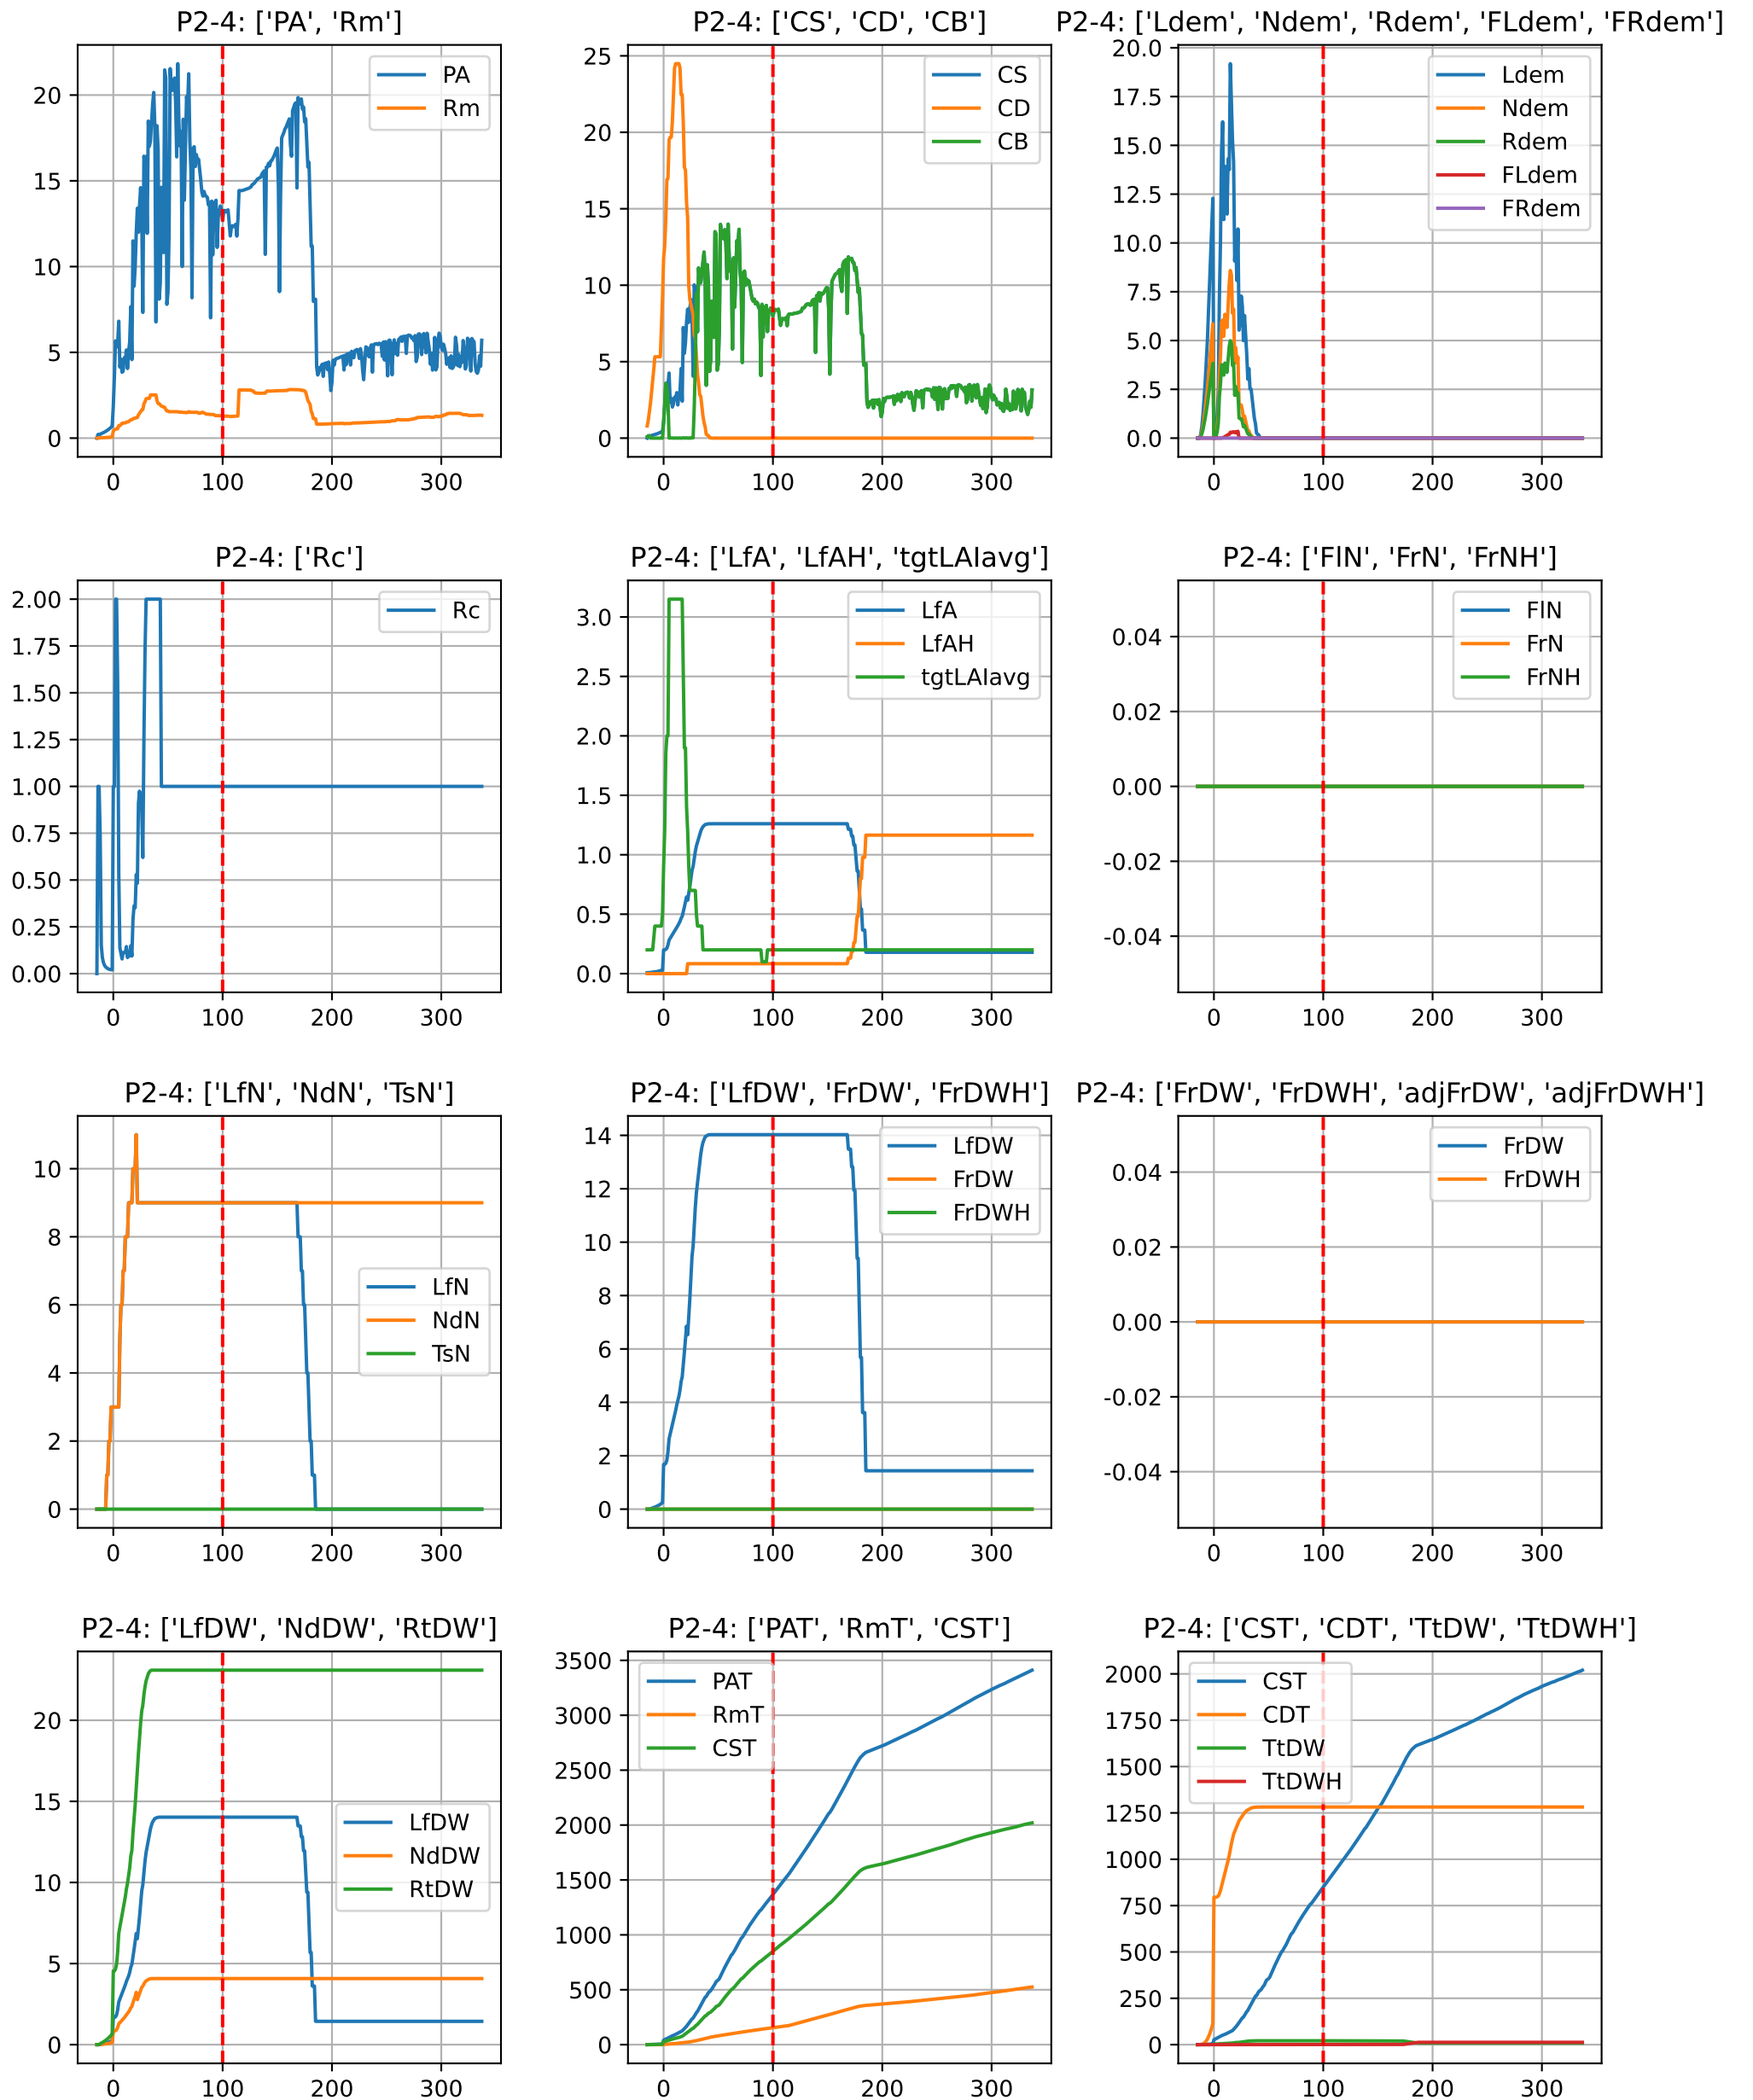 P2-4: ['PA', 'Rm']
20
15
10
5
0
0 100 200 300
PA
Rm
P2-4: ['CS', 'CD', 'CB']
25
20
15
10
5
0
0 100 200 300
CS
CD
CB
P2-4: ['Ldem', 'Ndem', 'Rdem', 'FLdem', 'FRdem']
20.0
17.5
15.0
12.5
10.0
7.5
5.0
2.5
0.0
0 100 200 300
Ldem
Ndem
Rdem
FLdem
FRdem
P2-4: ['Rc']
2.00
1.75
1.50
1.25
1.00
0.75
0.50
0.25
0.00
0 100 200 300
Rc
P2-4: ['LfA', 'LfAH', 'tgtLAIavg']
3.0
2.5
2.0
1.5
1.0
0.5
0.0
0 100 200 300
LfA
LfAH
tgtLAIavg
P2-4: ['FlN', 'FrN', 'FrNH']
0.04
0.02
0.00
-0.02
-0.04
0 100 200 300
FlN
FrN
FrNH
P2-4: ['LfN', 'NdN', 'TsN']
10
8
6
4
2
0
0 100 200 300
LfN
NdN
TsN
P2-4: ['LfDW', 'FrDW', 'FrDWH']
14
12
10
8
6
4
2
0
0 100 200 300
LfDW
FrDW
FrDWH
P2-4: ['FrDW', 'FrDWH', 'adjFrDW', 'adjFrDWH']
0.04
0.02
0.00
-0.02
-0.04
0 100 200 300
FrDW
FrDWH
P2-4: ['LfDW', 'NdDW', 'RtDW']
20
15
10
5
0
0 100 200 300
LfDW
NdDW
RtDW
P2-4: ['PAT', 'RmT', 'CST']
3500
3000
2500
2000
1500
1000
500
0
0 100 200 300
PAT
RmT
CST
P2-4: ['CST', 'CDT', 'TtDW', 'TtDWH']
2000
1750
1500
1250
1000
750
500
250
0
0 100 200 300
CST
CDT
TtDW
TtDWH